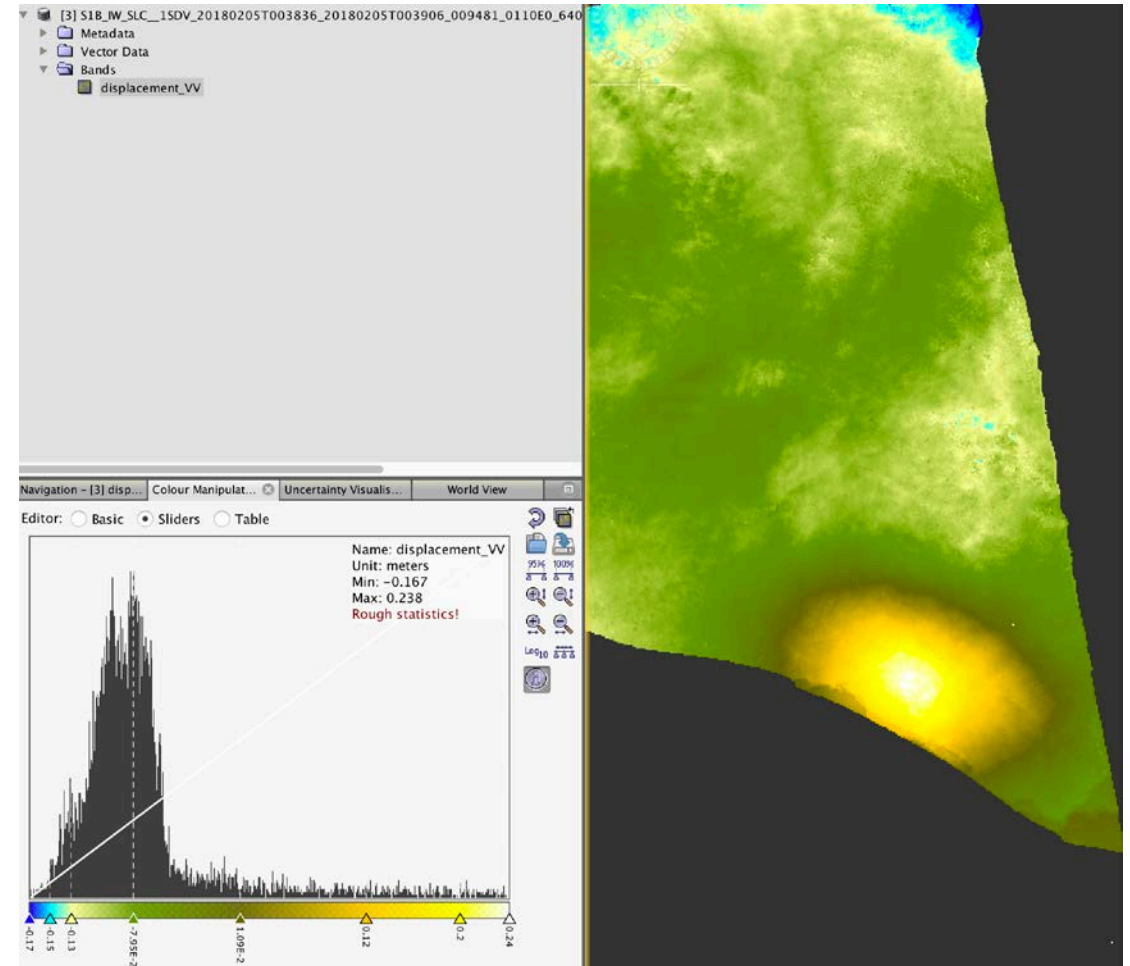 [3] S1B_IW_SLC__1SDV_20180205T003836_20180205T003906_009481_0110E0_640
Metadata
Vector Data
Bands
displacement_VV
Navigation – [3] disp... Colour Manipulat... Uncertainty Visualis... World View
Editor: Basic Sliders Table
Name: displacement_VV
Unit: meters
Min: -0.167
Max: 0.238
Rough statistics!
95% 100%
Log10
-0.17 -0.15 -0.13 -7.95E-2 1.09E-2 0.12 0.2 0.24